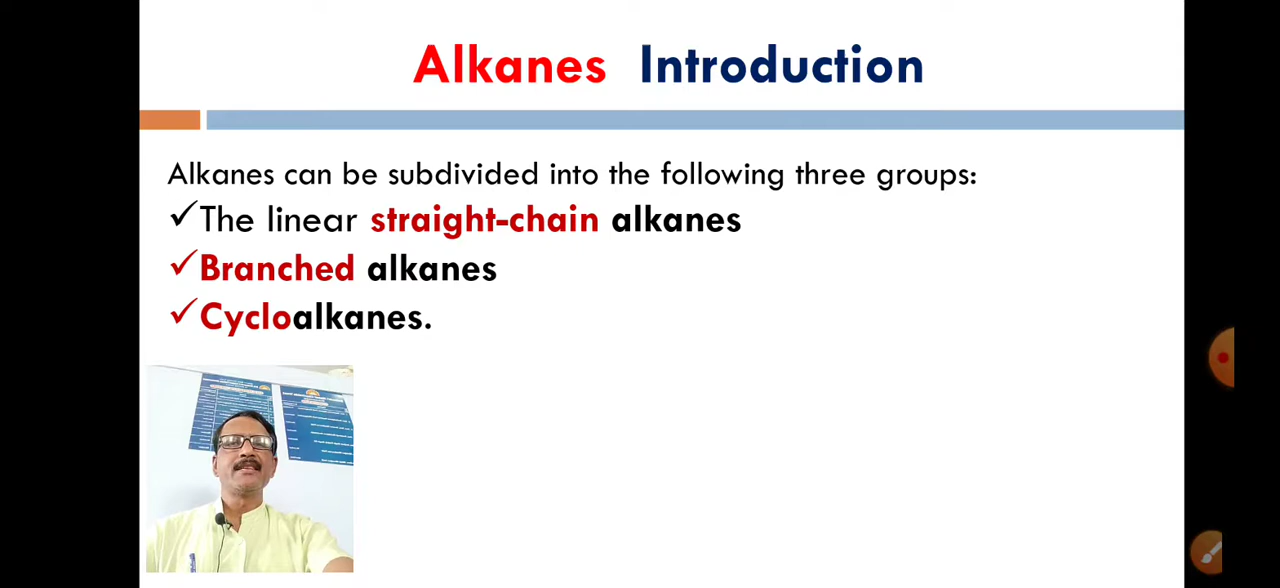 Alkanes Introduction
Alkanes can be subdivided into the following three groups:
✓The linear straight-chain alkanes
✓Branched alkanes
✓Cycloalkanes.